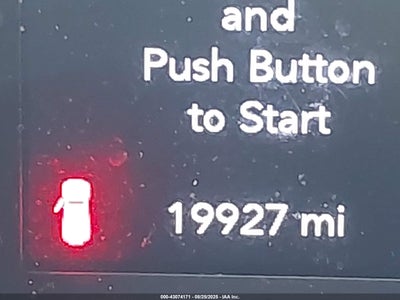 and
Push Button
to Start
19927 mi
000-43074171 - 08/29/2025 - IAA Inc.